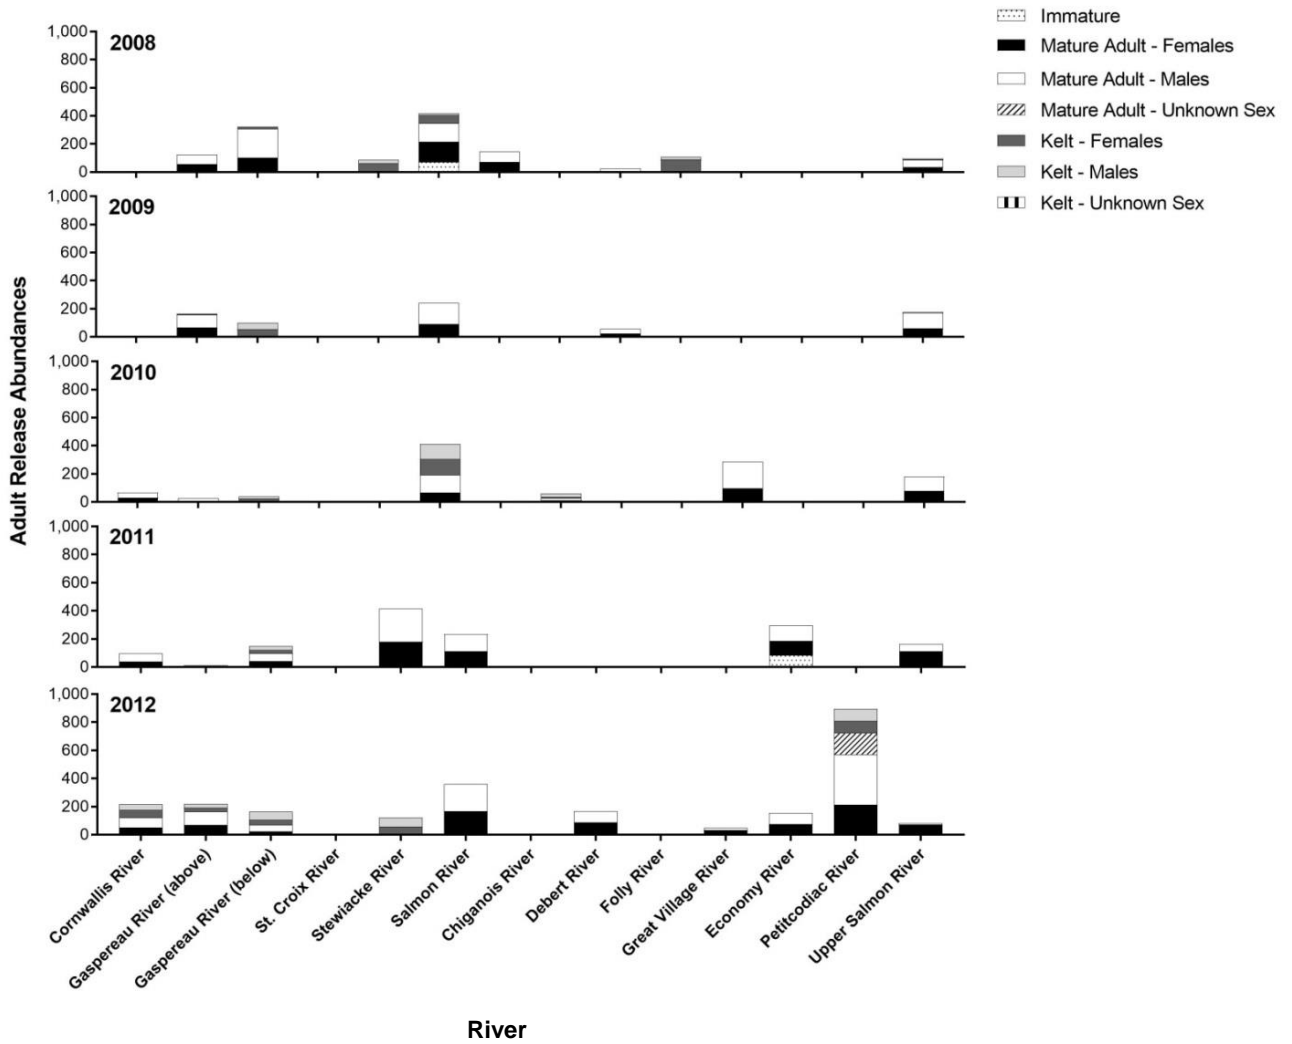 Immature
Mature Adult - Females
Mature Adult - Males
Mature Adult - Unknown Sex
Kelt - Females
Kelt - Males
Kelt - Unknown Sex
Adult Release Abundances
2008
1,000
800
600
400
200
0
2009
1,000
800
600
400
200
0
2010
1,000
800
600
400
200
0
2011
1,000
800
600
400
200
0
2012
1,000
800
600
400
200
0
Cornwallis River
Gaspereau River (above)
Gaspereau River (below)
St. Croix River
Stewiacke River
Salmon River
Chiganois River
Debert River
Folly River
Great Village River
Economy River
Petitcodiac River
Upper Salmon River
River